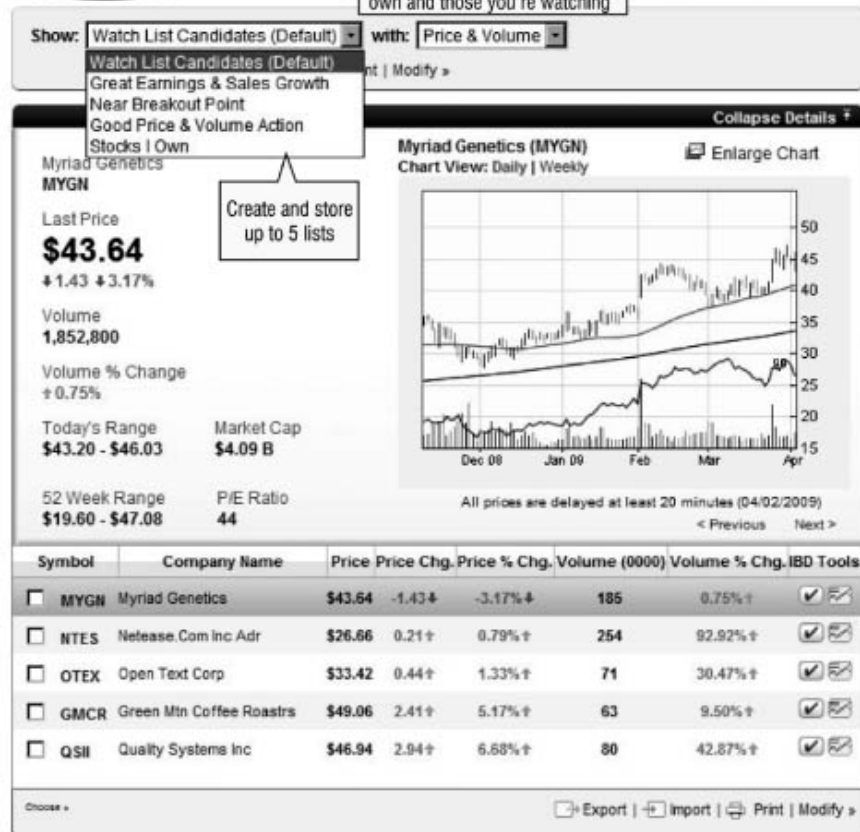 own and those you're watching
Show: Watch List Candidates (Default) with: Price & Volume
Watch List Candidates (Default)
Great Earnings & Sales Growth
Near Breakout Point
Good Price & Volume Action
Stocks I Own
nt | Modify »
Collapse Details
Create and store
up to 5 lists
Myriad Genetics
MYGN
Last Price
$43.64
↓1.43 ↓3.17%
Volume
1,852,800
Volume % Change
↑0.75%
Today's Range Market Cap
$43.20 - $46.03 $4.09 B
52 Week Range P/E Ratio
$19.60 - $47.08 44
Myriad Genetics (MYGN)
Chart View: Daily | Weekly
Enlarge Chart
50
45
40
35
30
25
20
15
Dec 08 Jan 09 Feb Mar Apr
All prices are delayed at least 20 minutes (04/02/2009)
< Previous Next >
Symbol Company Name Price Price Chg. Price % Chg. Volume (0000) Volume % Chg. IBD Tools
MYGN Myriad Genetics $43.64 -1.43↓ -3.17%↓ 185 0.75%↑
NTES Netease.Com Inc Adr $26.66 0.21↑ 0.79%↑ 254 92.92%↑
OTEX Open Text Corp $33.42 0.44↑ 1.33%↑ 71 30.47%↑
GMCR Green Mtn Coffee Roastrs $49.06 2.41↑ 5.17%↑ 63 9.50%↑
QSII Quality Systems Inc $46.94 2.94↑ 6.68%↑ 80 42.87%↑
Choose »
Export | Import | Print | Modify »